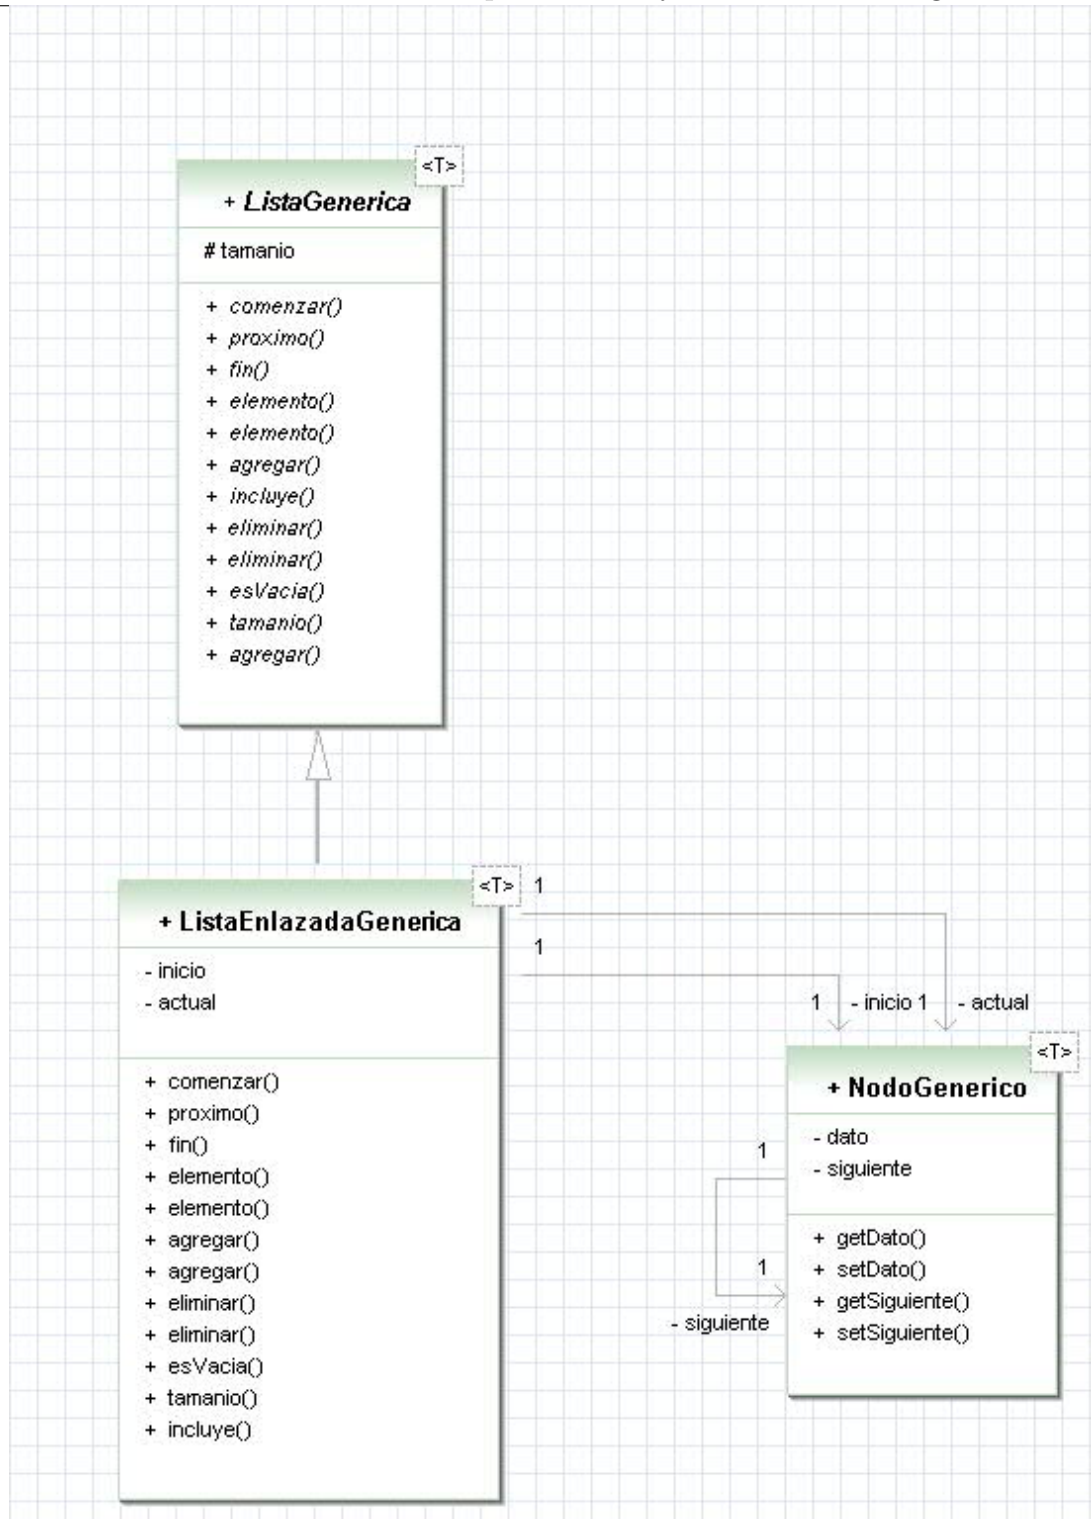 <T>
+ ListaGenerica
# tamanio
+ comenzar()
+ proximo()
+ fin()
+ elemento()
+ elemento()
+ agregar()
+ incluye()
+ eliminar()
+ eliminar()
+ esVacia()
+ tamanio()
+ agregar()
<T>
+ ListaEnlazadaGenerica
- inicio
- actual
+ comenzar()
+ proximo()
+ fin()
+ elemento()
+ elemento()
+ agregar()
+ agregar()
+ eliminar()
+ eliminar()
+ esVacia()
+ tamanio()
+ incluye()
1
1
1 - inicio 1 - actual
<T>
+ NodoGenerico
- dato
- siguiente
+ getDato()
+ setDato()
+ getSiguiente()
+ setSiguiente()
1
1
- siguiente